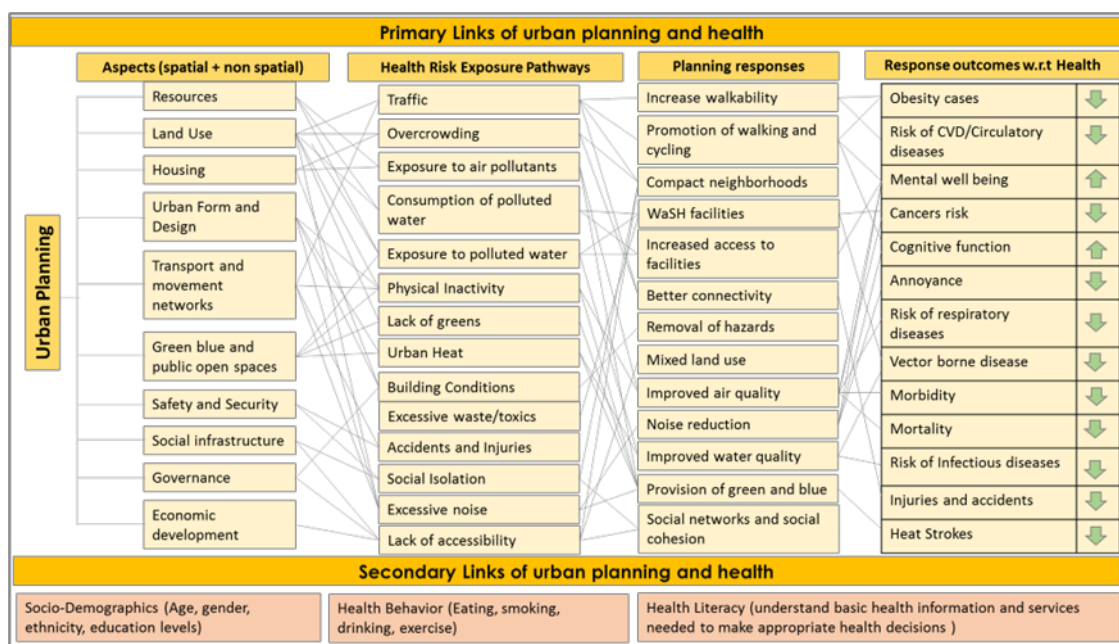 Primary Links of urban planning and health
Aspects (spatial + non spatial)
Health Risk Exposure Pathways
Planning responses
Response outcomes w.r.t Health
Urban Planning
Resources
Land Use
Housing
Urban Form and
Design
Transport and
movement
networks
Green blue and
public open spaces
Safety and Security
Social infrastructure
Governance
Economic
development
Traffic
Overcrowding
Exposure to air pollutants
Consumption of polluted
water
Exposure to polluted water
Physical Inactivity
Lack of greens
Urban Heat
Building Conditions
Excessive waste/toxics
Accidents and Injuries
Social Isolation
Excessive noise
Lack of accessibility
Increase walkability
Promotion of walking and
cycling
Compact neighborhoods
WaSH facilities
Increased access to
facilities
Better connectivity
Removal of hazards
Mixed land use
Improved air quality
Noise reduction
Improved water quality
Provision of green and blue
Social networks and social
cohesion
Obesity cases
Risk of CVD/Circulatory
diseases
Mental well being
Cancers risk
Cognitive function
Annoyance
Risk of respiratory
diseases
Vector borne disease
Morbidity
Mortality
Risk of Infectious diseases
Injuries and accidents
Heat Strokes
Secondary Links of urban planning and health
Socio-Demographics (Age, gender,
ethnicity, education levels)
Health Behavior (Eating, smoking,
drinking, exercise)
Health Literacy (understand basic health information and services
needed to make appropriate health decisions )